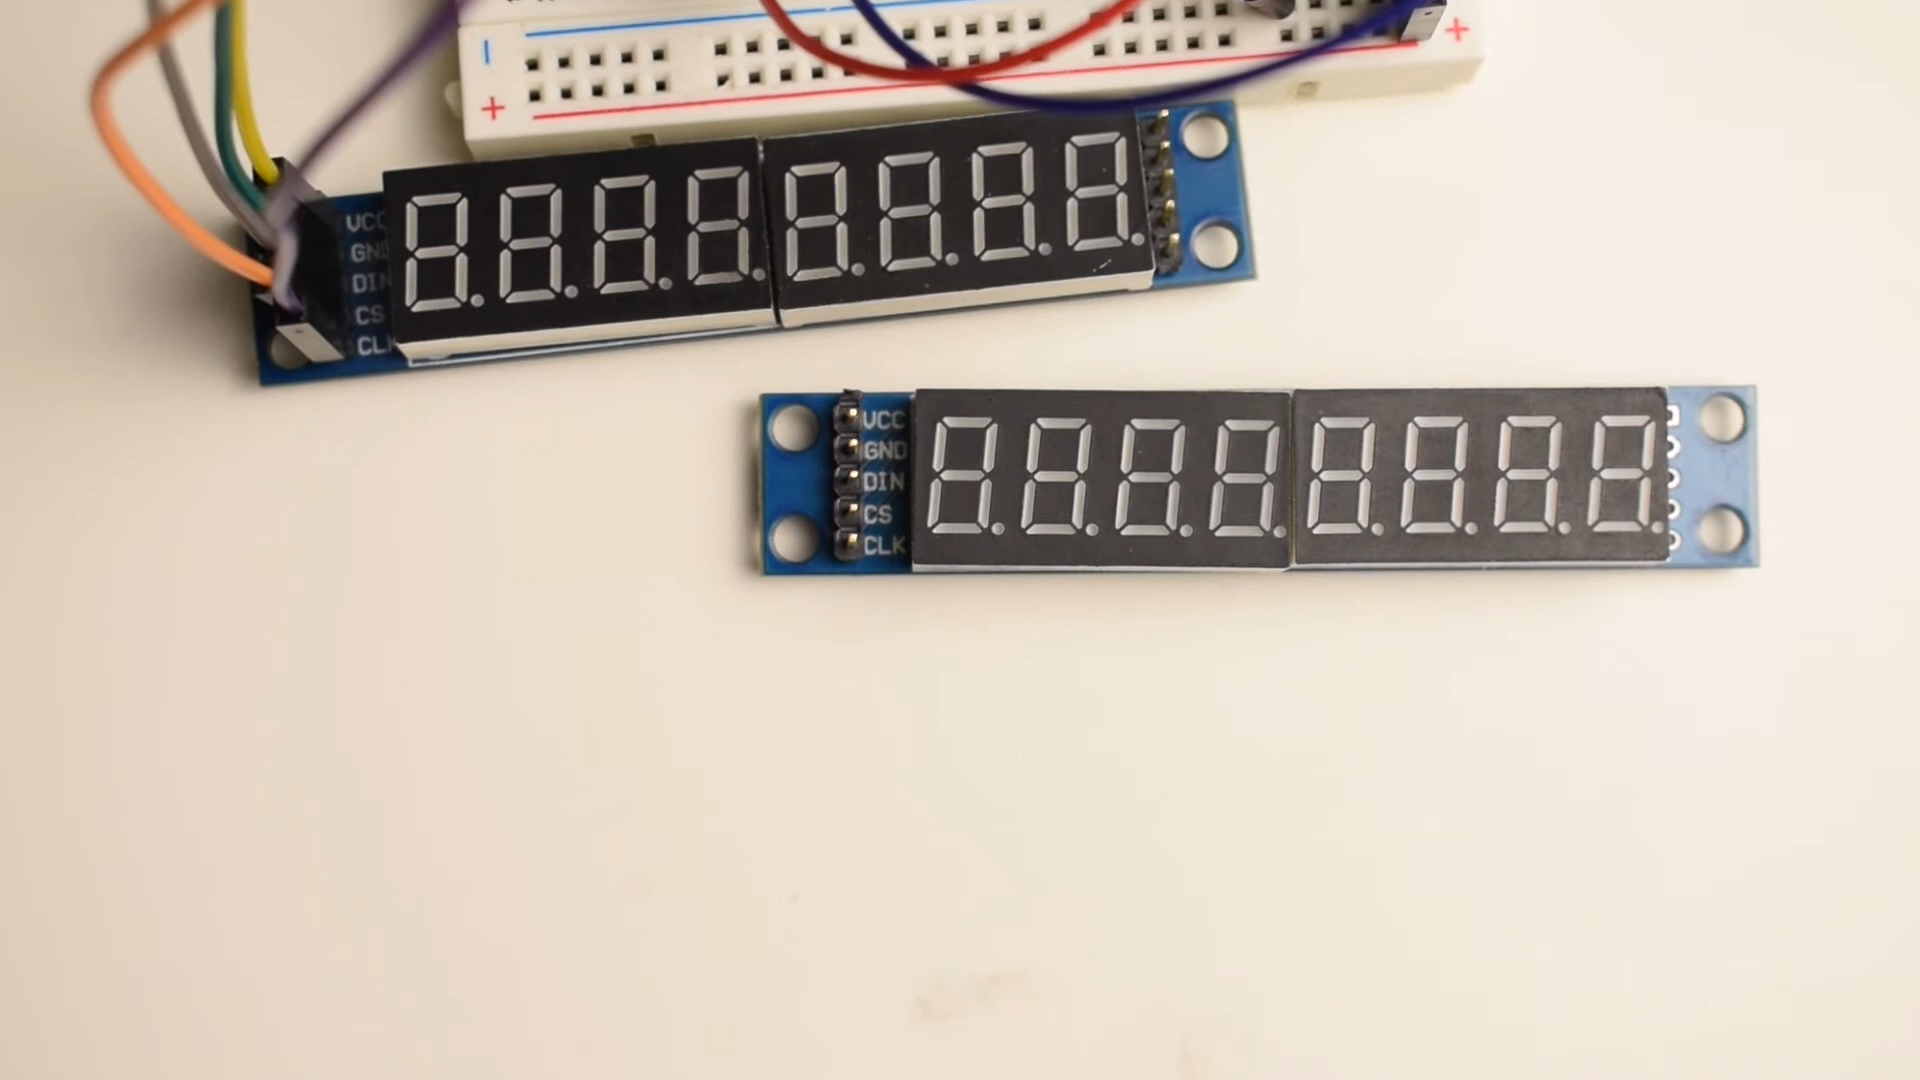 +
+
VCC
GND
DIN
CS
CLK
VCC
GND
DIN
CS
CLK